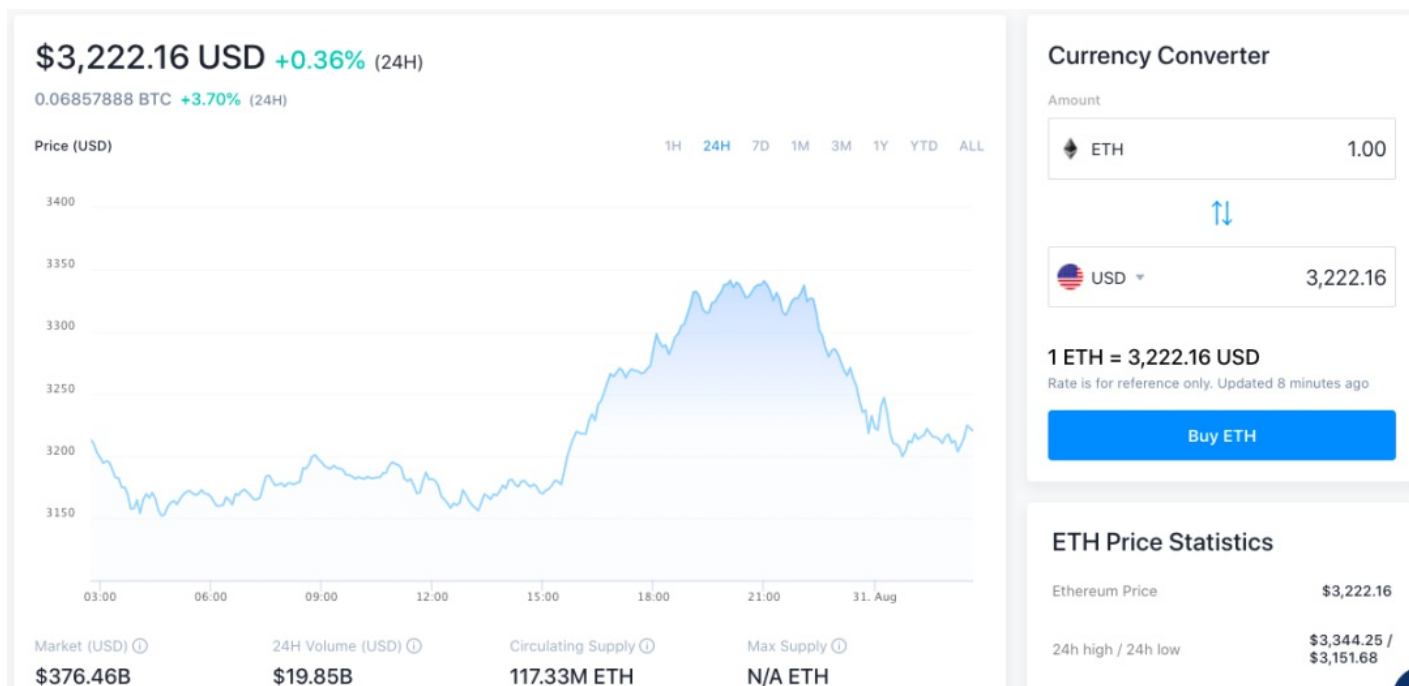 $3,222.16 USD +0.36% (24H)
0.06857888 BTC +3.70% (24H)
Price (USD)
1H 24H 7D 1M 3M 1Y YTD ALL
3400
3350
3300
3250
3200
3150
03:00 06:00 09:00 12:00 15:00 18:00 21:00 31. Aug
Market (USD) 24H Volume (USD) Circulating Supply Max Supply
$376.46B $19.85B 117.33M ETH N/A ETH
Currency Converter
Amount
ETH 1.00
USD 3,222.16
1 ETH = 3,222.16 USD
Rate is for reference only. Updated 8 minutes ago
Buy ETH
ETH Price Statistics
Ethereum Price $3,222.16
24h high / 24h low $3,344.25 /
$3,151.68